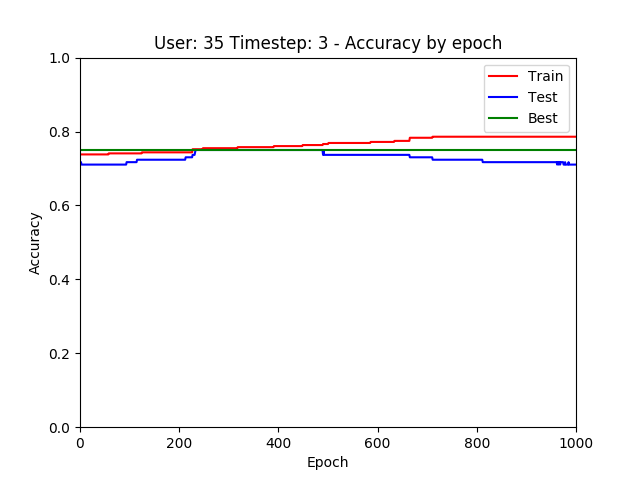 User: 35 Timestep: 3 - Accuracy by epoch
1.0
0.8
0.6
0.4
0.2
0.0
Accuracy
Train
Test
Best
0 200 400 600 800 1000
Epoch